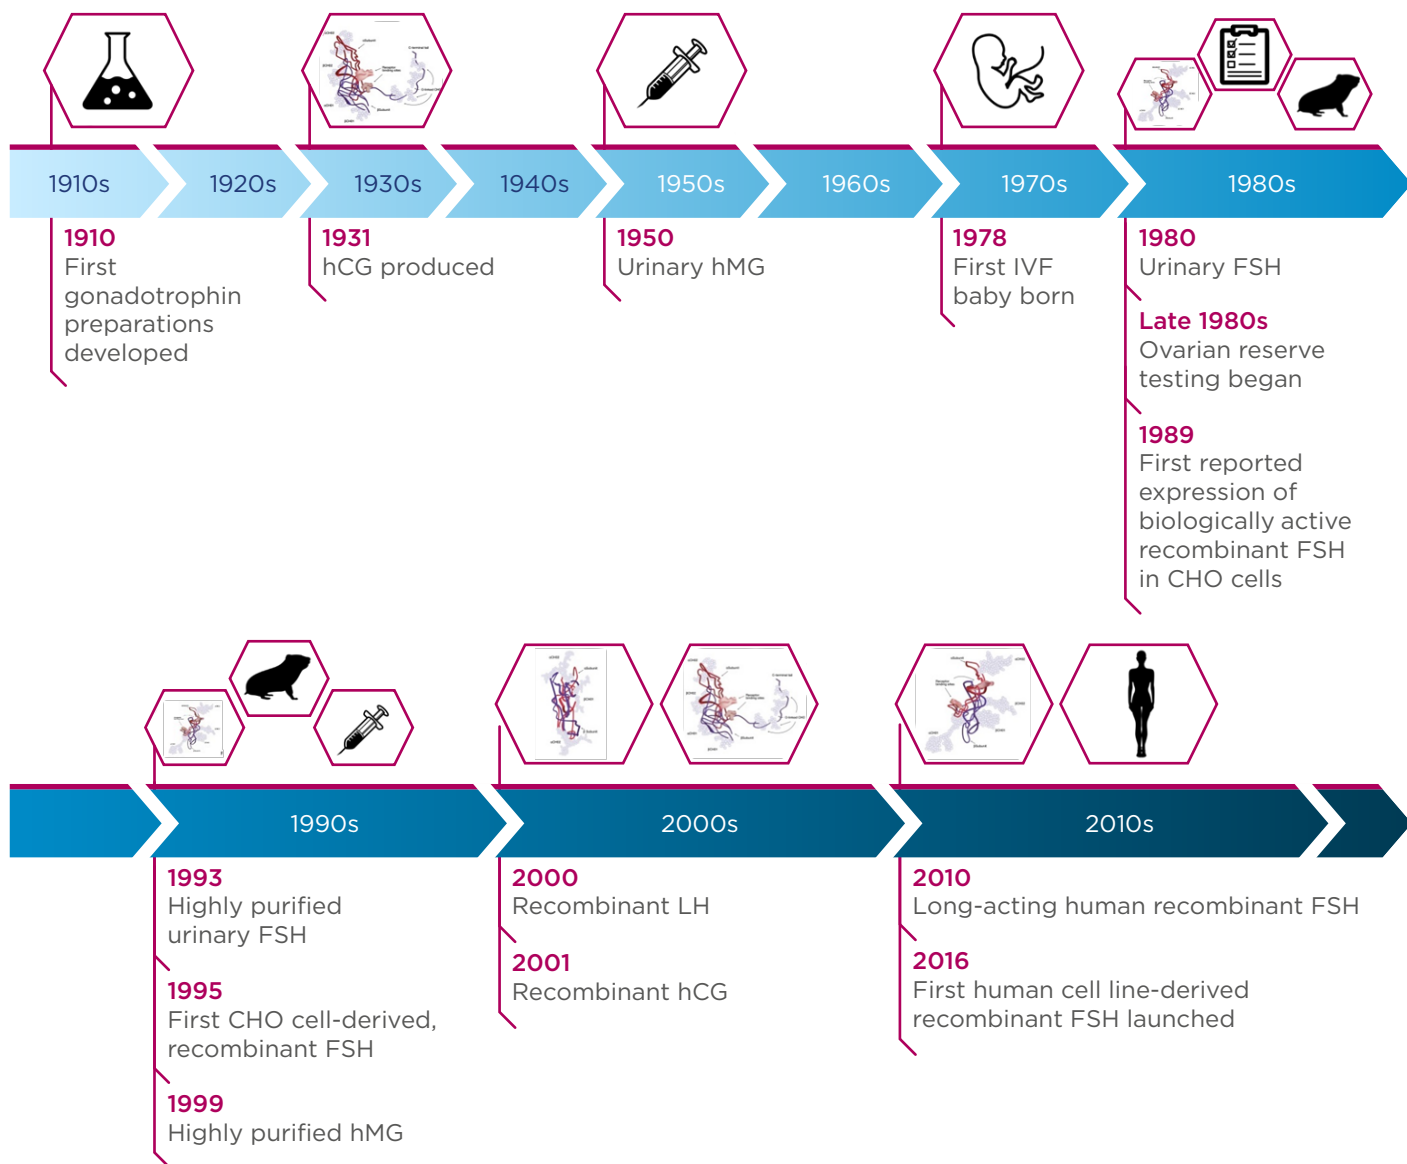 1910s
1920s
1930s
1940s
1950s
1960s
1970s
1980s
1910
First
gonadotrophin
preparations
developed
1931
hCG produced
1950
Urinary hMG
1978
First IVF
baby born
1980
Urinary FSH
Late 1980s
Ovarian reserve
testing began
1989
First reported
expression of
biologically active
recombinant FSH
in CHO cells
1990s
2000s
2010s
1993
Highly purified
urinary FSH
1995
First CHO cell-derived,
recombinant FSH
1999
Highly purified hMG
2000
Recombinant LH
2001
Recombinant hCG
2010
Long-acting human recombinant FSH
2016
First human cell line-derived
recombinant FSH launched